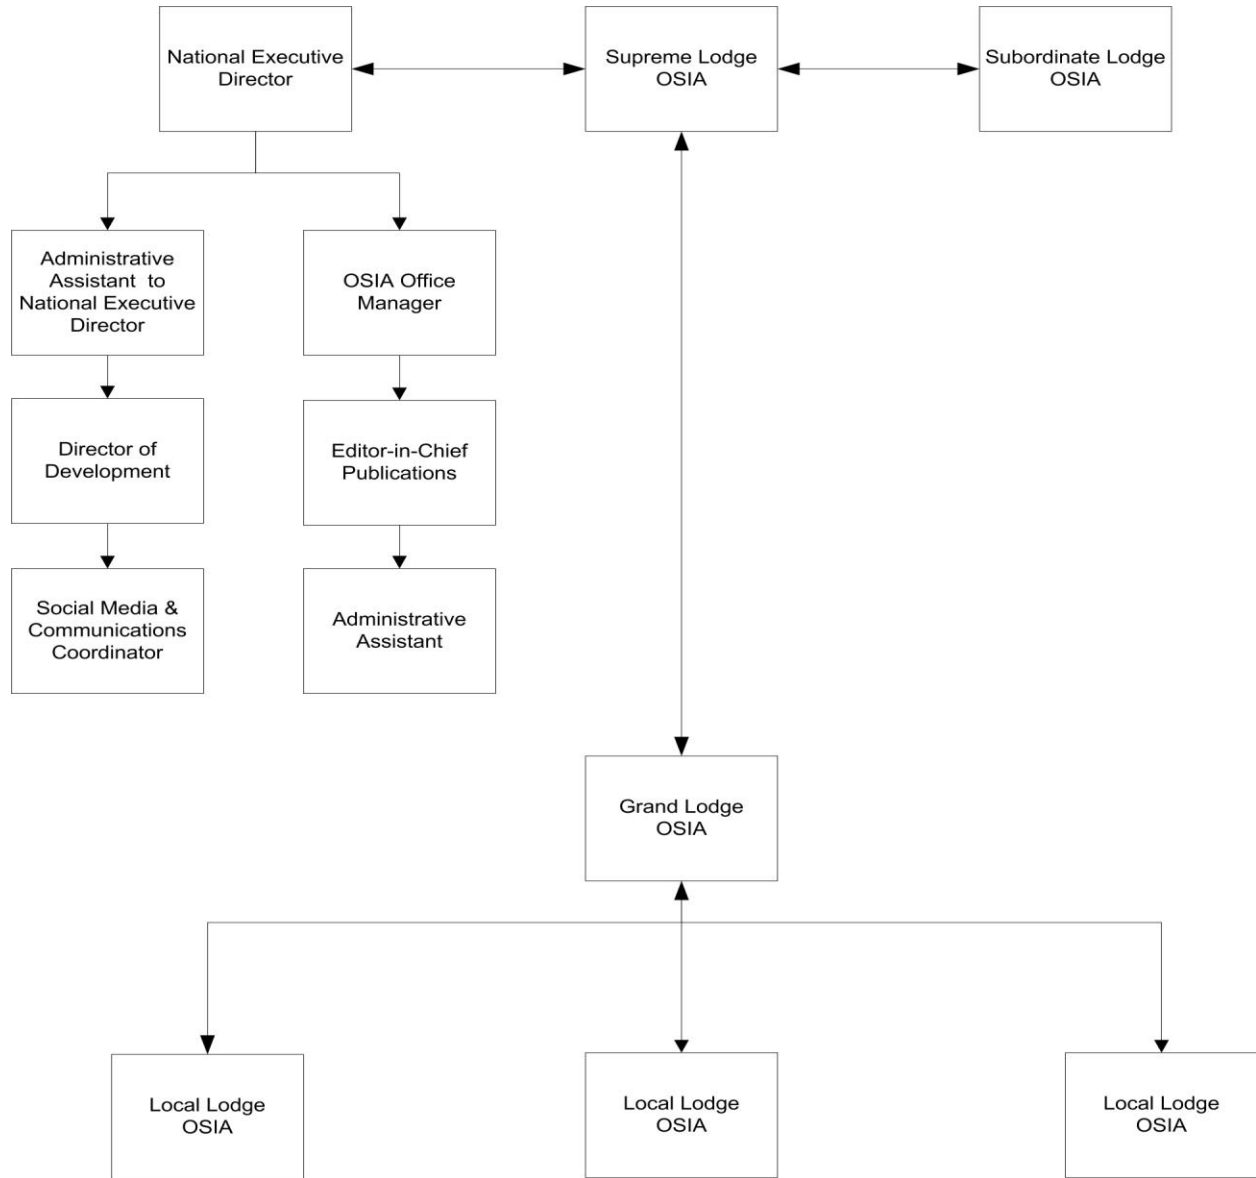 National Executive
Director
Supreme Lodge
OSIA
Subordinate Lodge
OSIA
Administrative
Assistant to
National Executive
Director
OSIA Office
Manager
Director of
Development
Editor-in-Chief
Publications
Social Media &
Communications
Coordinator
Administrative
Assistant
Grand Lodge
OSIA
Local Lodge
OSIA
Local Lodge
OSIA
Local Lodge
OSIA